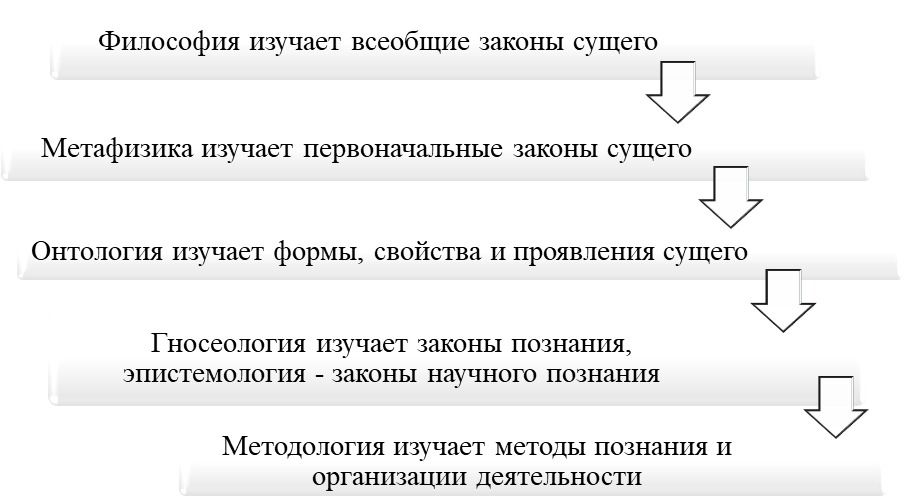 Философия изучает всеобщие законы сущего
Метафизика изучает первоначальные законы сущего
Онтология изучает формы, свойства и проявления сущего
Гносеология изучает законы познания,
эпистемология - законы научного познания
Методология изучает методы познания и
организации деятельности